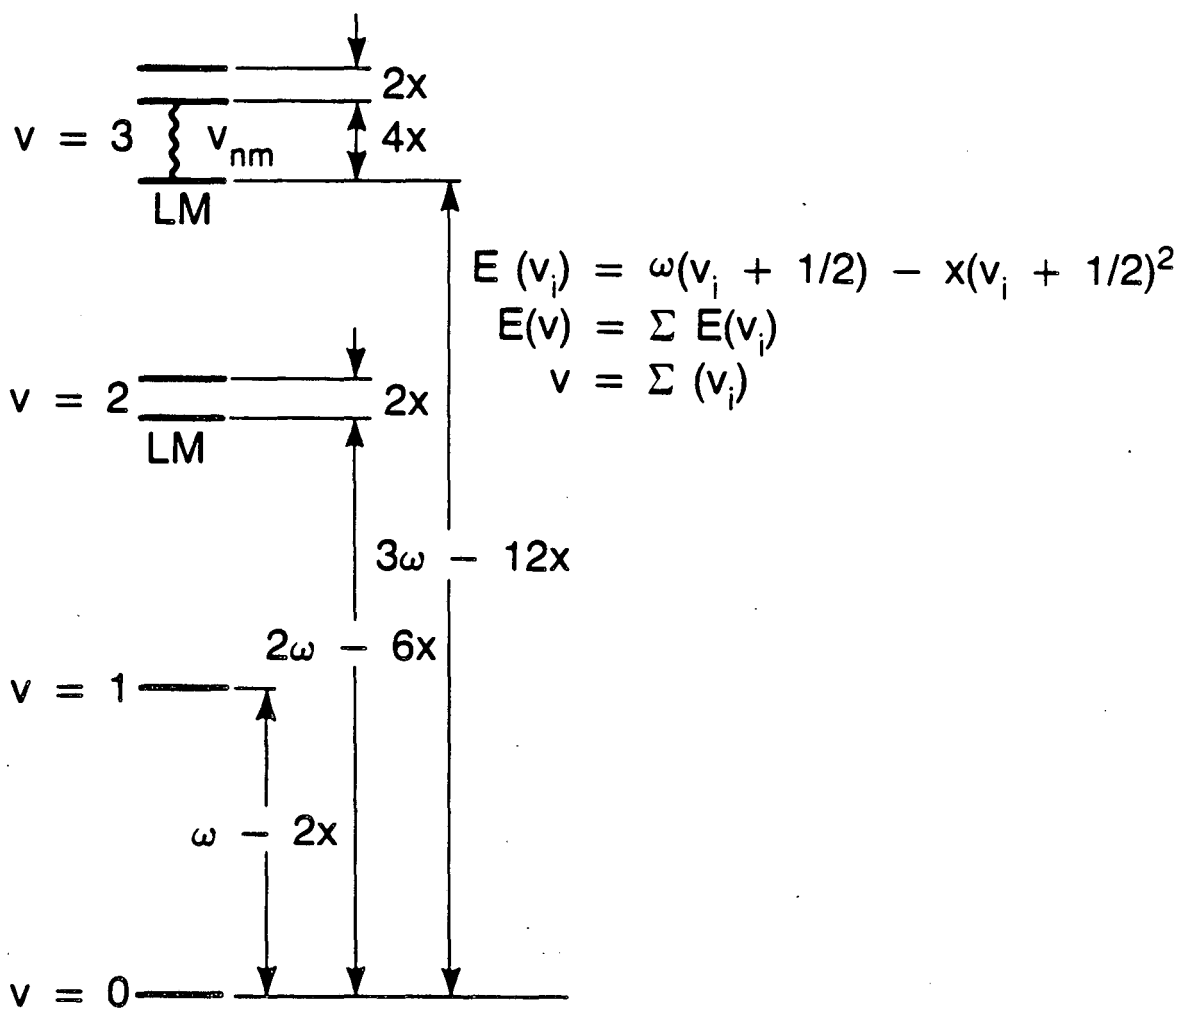 2x
v = 3
v_nm
4x
LM
E (v_i) = ω(v_i + 1/2) − x(v_i + 1/2)²
E(v) = Σ E(v_i)
v = Σ (v_i)
v = 2
2x
LM
3ω − 12x
2ω − 6x
v = 1
ω − 2x
v = 0